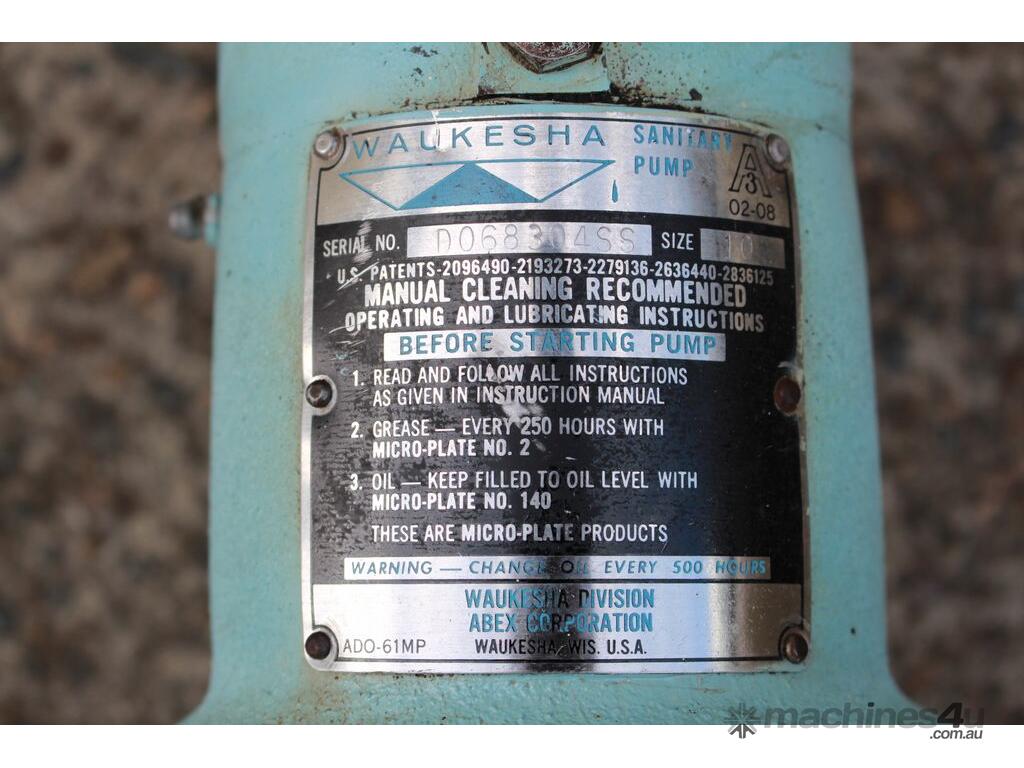 WAUKESHA SANITARY
PUMP
A
3
02-08
SERIAL NO. D068304SS SIZE 10
U.S. PATENTS-2096490-2193273-2279136-2636440-2836125
MANUAL CLEANING RECOMMENDED
OPERATING AND LUBRICATING INSTRUCTIONS
BEFORE STARTING PUMP
1. READ AND FOLLOW ALL INSTRUCTIONS
AS GIVEN IN INSTRUCTION MANUAL
2. GREASE — EVERY 250 HOURS WITH
MICRO-PLATE NO. 2
3. OIL — KEEP FILLED TO OIL LEVEL WITH
MICRO-PLATE NO. 140
THESE ARE MICRO-PLATE PRODUCTS
WARNING — CHANGE OIL EVERY 500 HOURS
WAUKESHA DIVISION
ABEX CORPORATION
ADO-61MP WAUKESHA, WIS. U.S.A.
machines4u
.com.au